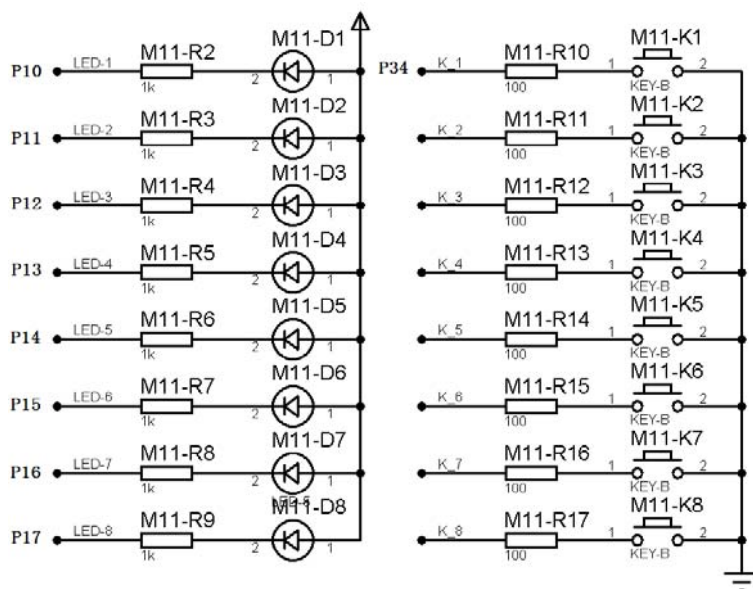 M11-D1 M11-K1
M11-R2 M11-R10
P10 LED-1 2 1 P34 K_1 1 2
1k 100 KEY-B
M11-D2 M11-K2
M11-R3 M11-R11
P11 LED-2 2 1 K_2 1 2
1k 100 KEY-B
M11-D3 M11-K3
M11-R4 M11-R12
P12 LED-3 2 1 K_3 1 2
1k 100 KEY-B
M11-D4 M11-K4
M11-R5 M11-R13
P13 LED-4 2 1 K_4 1 2
1k 100 KEY-B
M11-D5 M11-K5
M11-R6 M11-R14
P14 LED-5 2 1 K_5 1 2
1k 100 KEY-B
M11-D6 M11-K6
M11-R7 M11-R15
P15 LED-6 2 1 K_6 1 2
1k 100 KEY-B
M11-D7 M11-K7
M11-R8 M11-R16
P16 LED-7 2 1 K_7 1 2
1k 100 KEY-B
M11-D8 M11-K8
M11-R9 M11-R17
P17 LED-8 2 1 K_8 1 2
1k 100 KEY-B